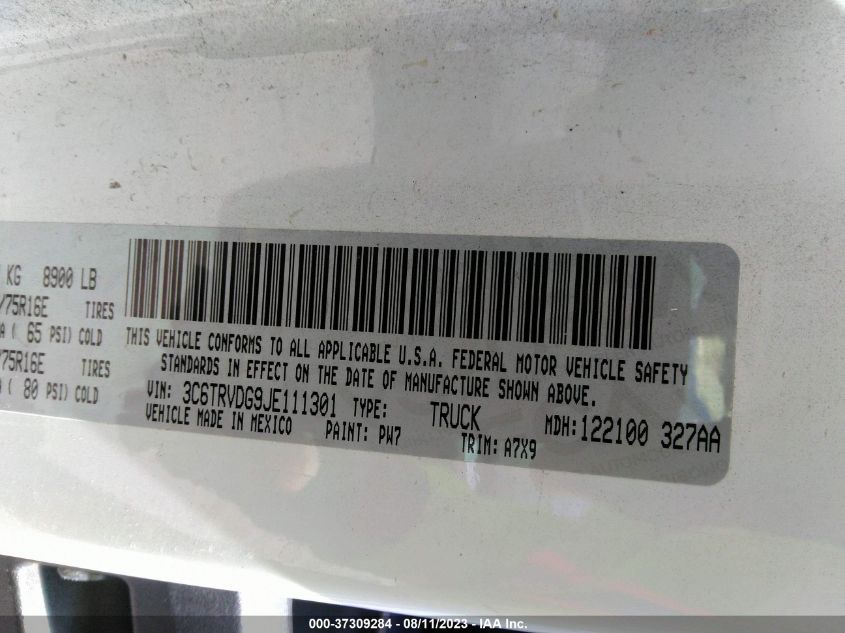 KG 8900 LB
/75R16E TIRES
A ( 65 PSI) COLD
/75R16E TIRES
( 80 PSI) COLD
THIS VEHICLE CONFORMS TO ALL APPLICABLE U.S.A. FEDERAL MOTOR VEHICLE SAFETY
STANDARDS IN EFFECT ON THE DATE OF MANUFACTURE SHOWN ABOVE.
VIN: 3C6TRVDG9JE111301 TYPE: TRUCK MDH: 122100 327AA
VEHICLE MADE IN MEXICO PAINT: PW7 TRIM: A7X9
000-37309284 - 08/11/2023 - IAA Inc.